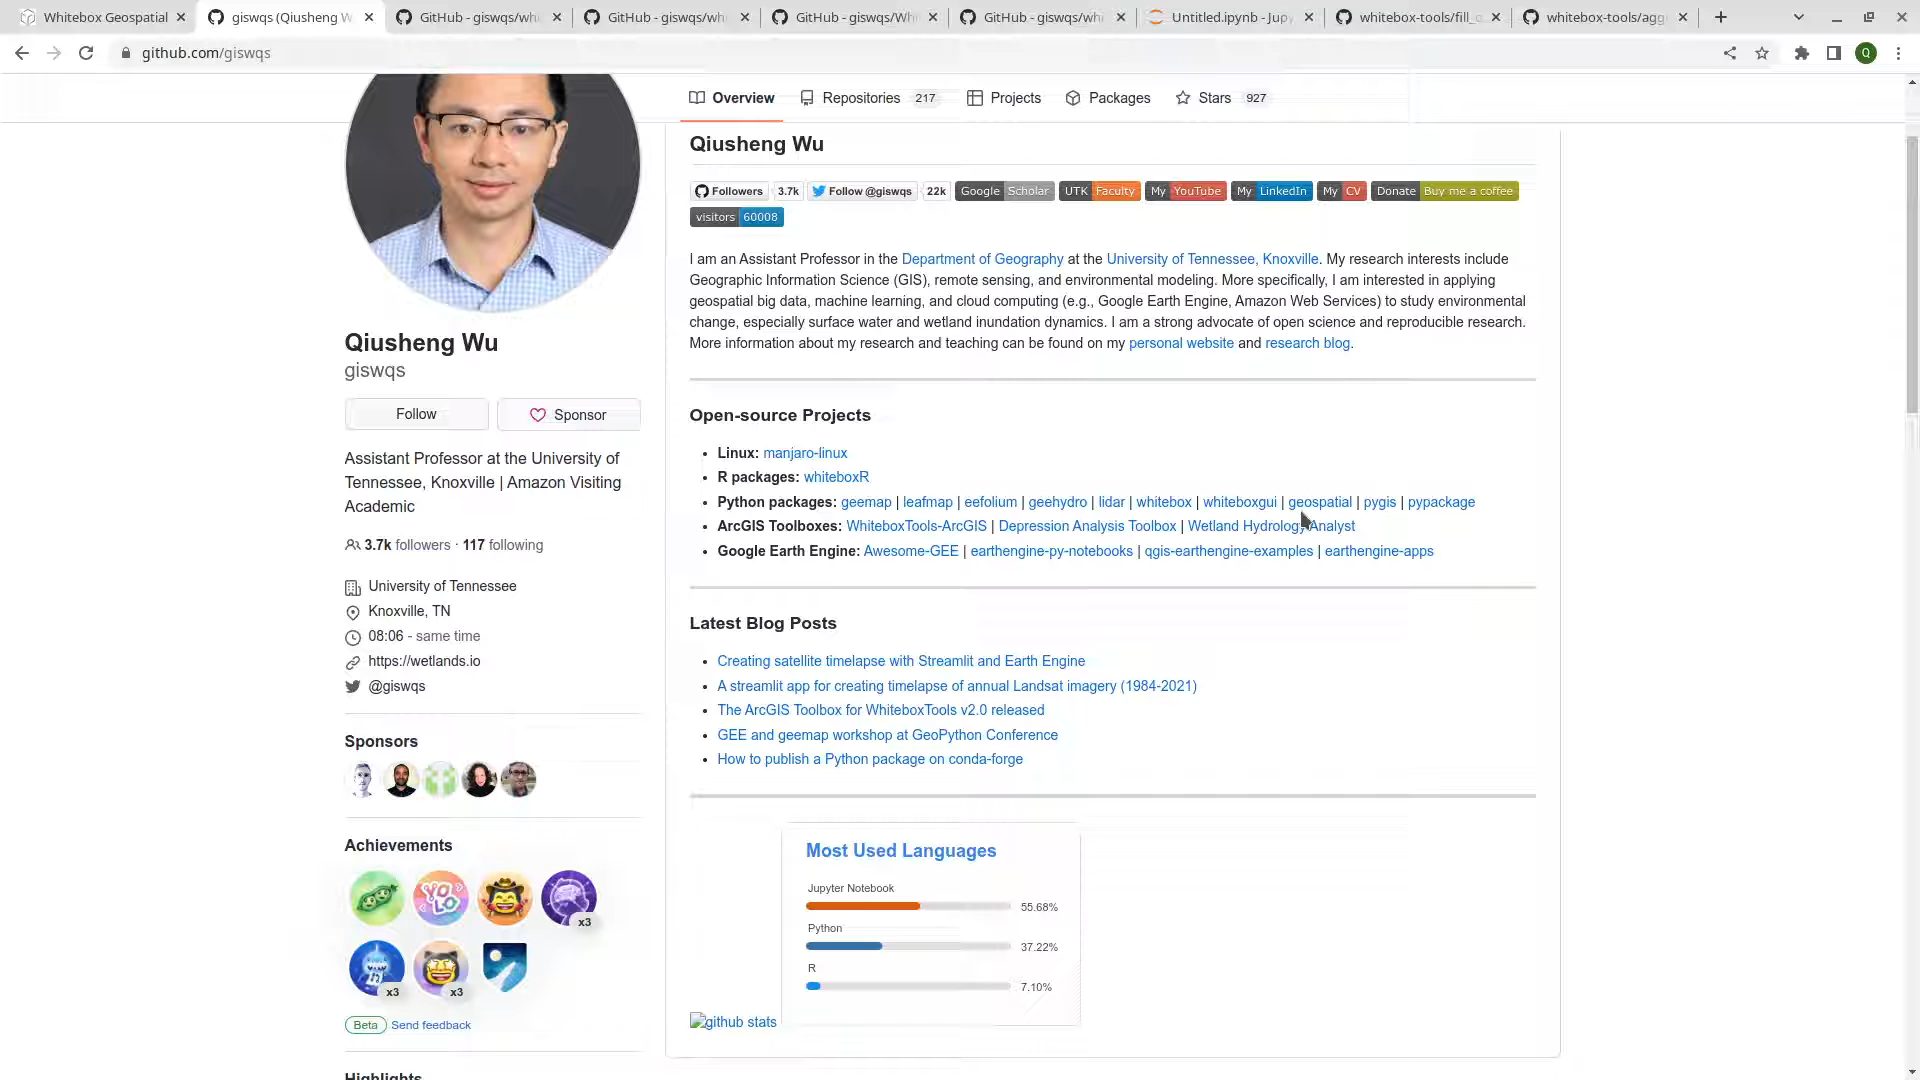 Whitebox Geospatial
giswqs (Qiusheng W
GitHub - giswqs/whi
GitHub - giswqs/whi
GitHub - giswqs/Whi
GitHub - giswqs/whi
Untitled.ipynb - Jupy
whitebox-tools/fill_
whitebox-tools/agg
github.com/giswqs
Q
Overview
Repositories 217
Projects
Packages
Stars 927
Qiusheng Wu
giswqs
Follow
Sponsor
Assistant Professor at the University of
Tennessee, Knoxville | Amazon Visiting
Academic
3.7k followers · 117 following
University of Tennessee
Knoxville, TN
08:06 - same time
https://wetlands.io
@giswqs
Sponsors
Achievements
YOLO
x3
x3
x3
Beta Send feedback
Highlights
Qiusheng Wu
Followers 3.7k Follow @giswqs 22k Google Scholar UTK Faculty My YouTube My LinkedIn My CV Donate Buy me a coffee
visitors 60008
I am an Assistant Professor in the Department of Geography at the University of Tennessee, Knoxville. My research interests include
Geographic Information Science (GIS), remote sensing, and environmental modeling. More specifically, I am interested in applying
geospatial big data, machine learning, and cloud computing (e.g., Google Earth Engine, Amazon Web Services) to study environmental
change, especially surface water and wetland inundation dynamics. I am a strong advocate of open science and reproducible research.
More information about my research and teaching can be found on my personal website and research blog.
Open-source Projects
• Linux: manjaro-linux
• R packages: whiteboxR
• Python packages: geemap | leafmap | eefolium | geehydro | lidar | whitebox | whiteboxgui | geospatial | pygis | pypackage
• ArcGIS Toolboxes: WhiteboxTools-ArcGIS | Depression Analysis Toolbox | Wetland Hydrology Analyst
• Google Earth Engine: Awesome-GEE | earthengine-py-notebooks | qgis-earthengine-examples | earthengine-apps
Latest Blog Posts
• Creating satellite timelapse with Streamlit and Earth Engine
• A streamlit app for creating timelapse of annual Landsat imagery (1984-2021)
• The ArcGIS Toolbox for WhiteboxTools v2.0 released
• GEE and geemap workshop at GeoPython Conference
• How to publish a Python package on conda-forge
Most Used Languages
Jupyter Notebook
55.68%
Python
37.22%
R
7.10%
github stats